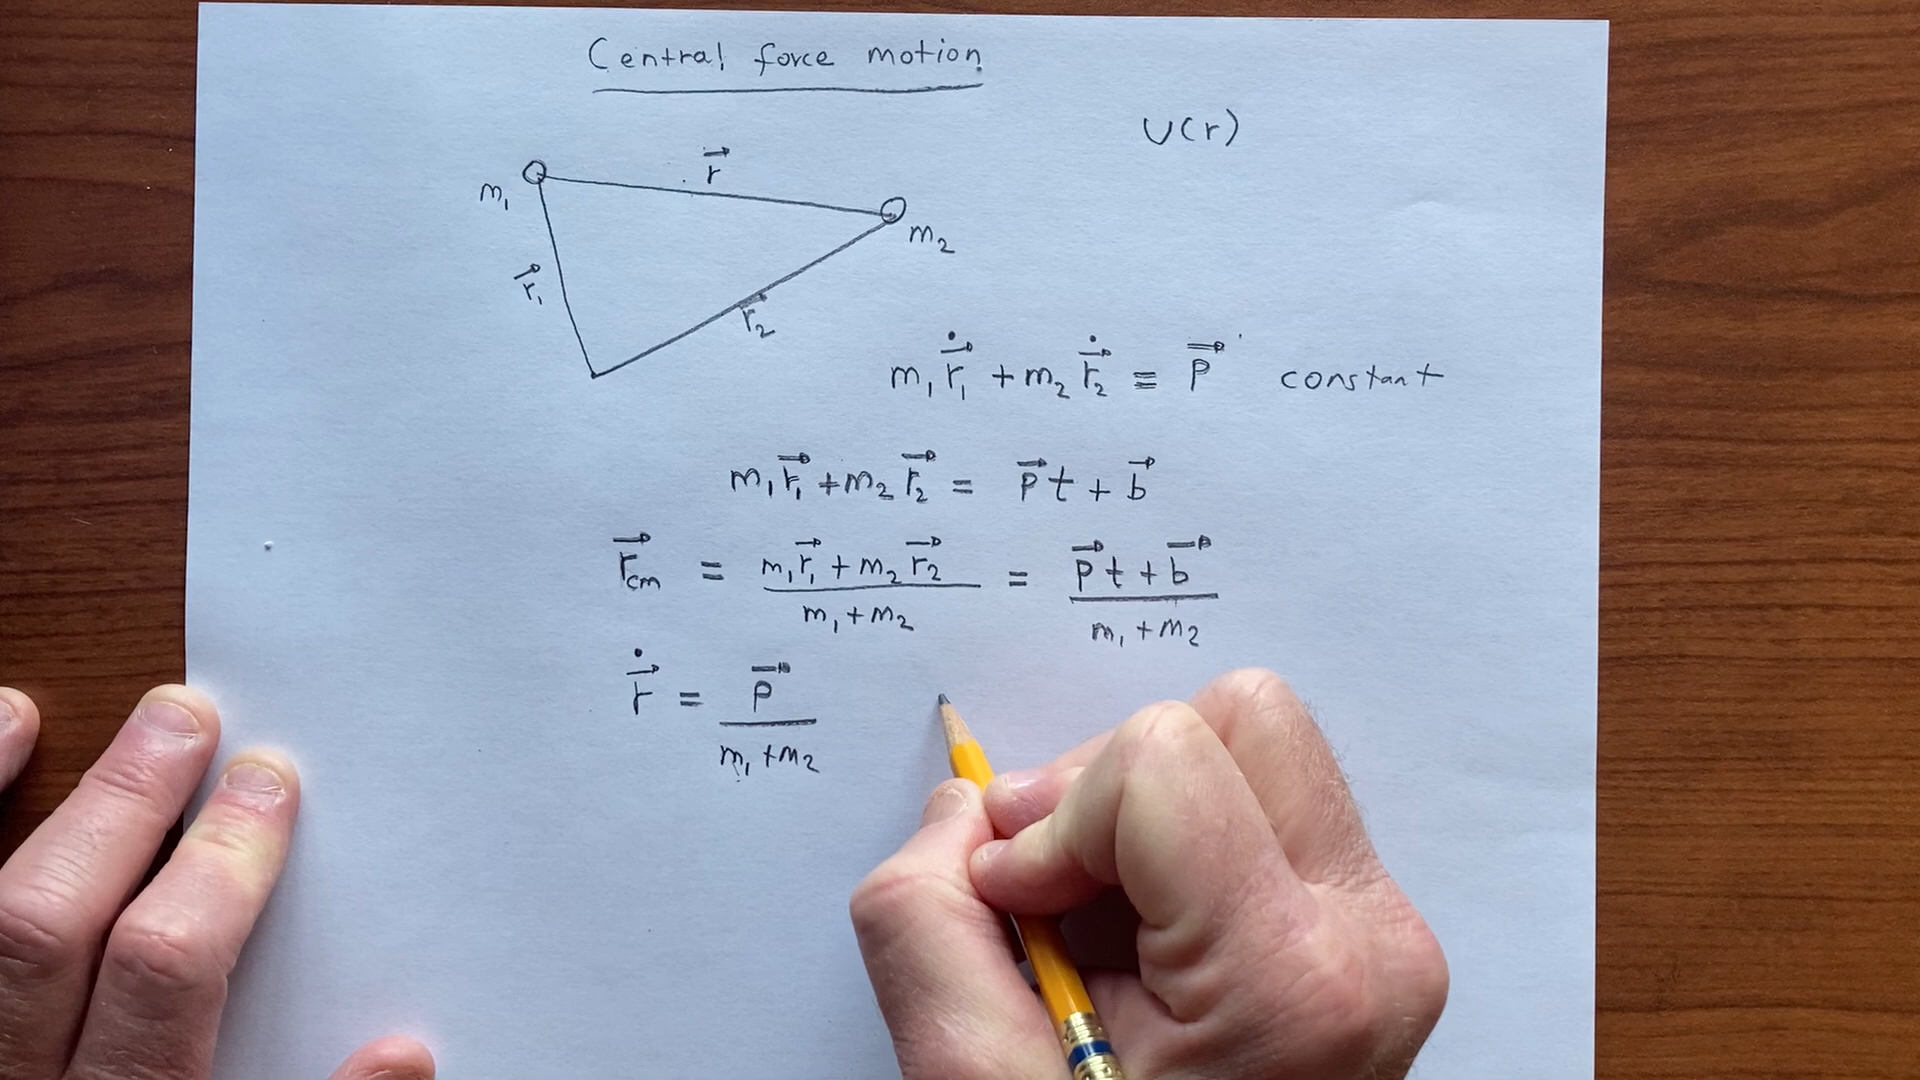 Central force motion
U(r)
r⃗
m₁
m₂
r⃗₁
r⃗₂
m₁ṙ⃗₁ + m₂ṙ⃗₂ ≡ P⃗ constant
m₁r⃗₁ + m₂r⃗₂ = P⃗t + b⃗
r⃗cm = (m₁r⃗₁ + m₂r⃗₂)/(m₁ + m₂) = (P⃗t + b⃗)/(m₁ + m₂)
ṙ⃗ = P⃗/(m₁ + m₂)